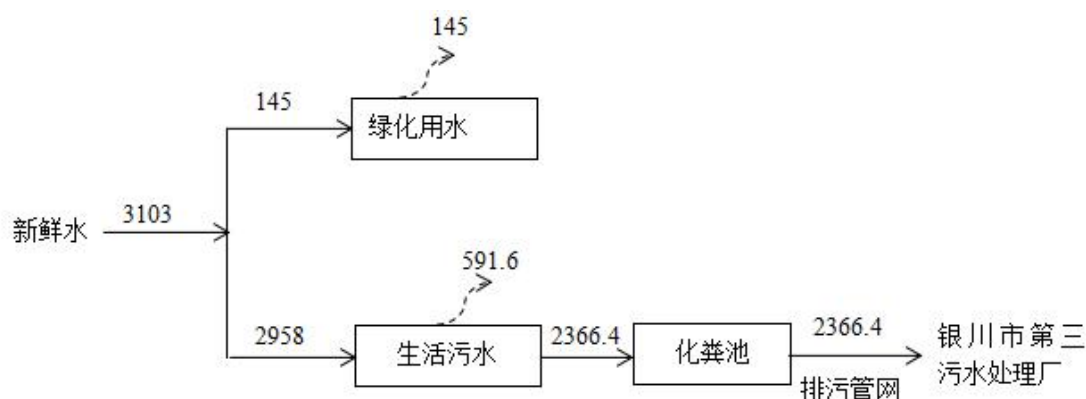 145
145
绿化用水
新鲜水
3103
591.6
2958
生活污水
2366.4
化粪池
2366.4
排污管网
银川市第三
污水处理厂